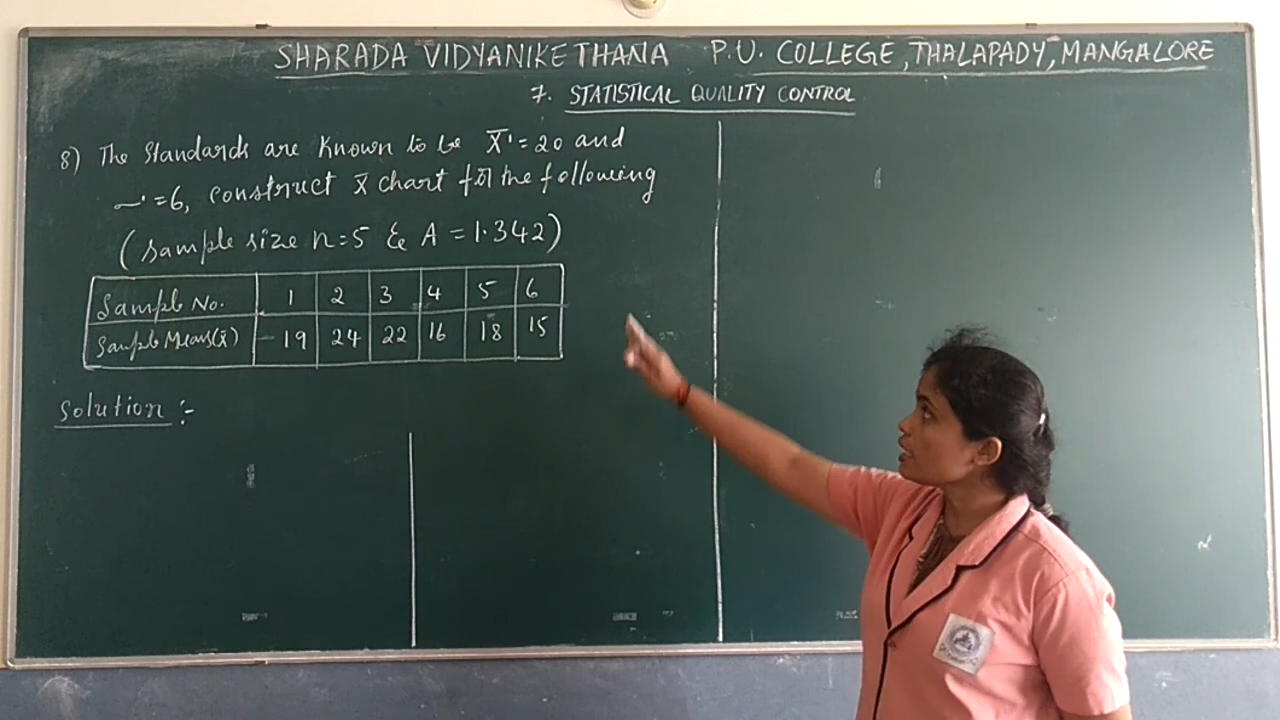 SHARADA VIDYANIKETHANA P.U. COLLEGE, THALAPADY, MANGALORE
7. STATISTICAL QUALITY CONTROL
8) The Standards are Known to be X̄'=20 and
σ'=6, construct x̄ chart for the following
(Sample size n=5 & A=1.342)
Sample No. 1 2 3 4 5 6
Sample Means(x̄) 19 24 22 16 18 15
Solution :-